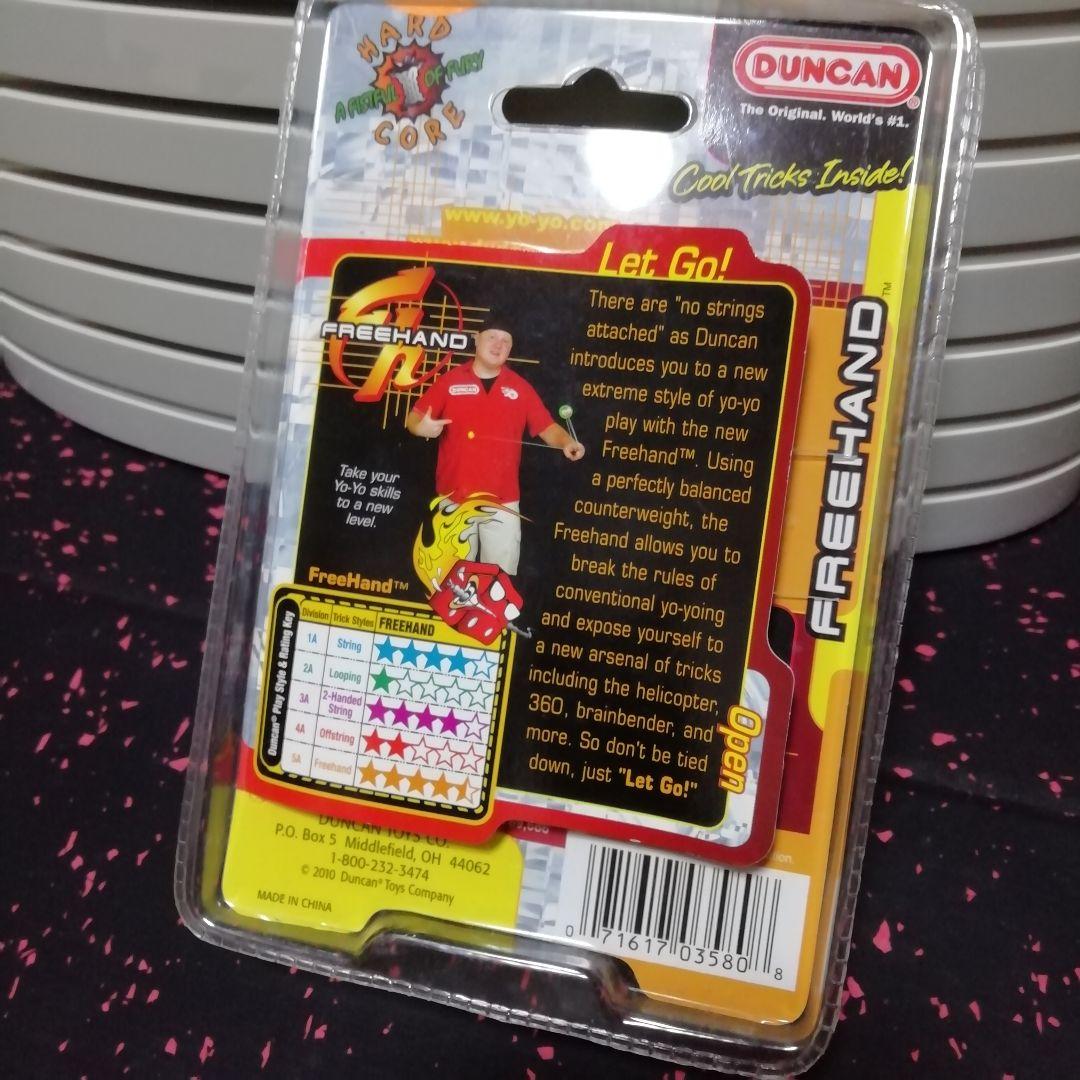 HARD
A FISTFUL OF FURY
CORE
DUNCAN®
The Original. World's #1.
Cool Tricks Inside!
www.yo-yo.com
Let Go!
FREEHAND
There are "no strings
attached" as Duncan
introduces you to a new
extreme style of yo-yo
play with the new
Freehand™. Using
a perfectly balanced
counterweight, the
Freehand allows you to
break the rules of
conventional yo-yoing
and expose yourself to
a new arsenal of tricks
including the helicopter,
360, brainbender, and
more. So don't be tied
down, just "Let Go!"
DUNCAN
Take your
Yo-Yo skills
to a new
level.
FreeHand™
Duncan® Play Style & Rating Key
Division Trick Styles FREEHAND
1A String
2A Looping
3A 2-Handed
String
4A Offstring
5A Freehand
Open
FREEHAND™
DUNCAN TOYS CO.
P.O. Box 5 Middlefield, OH 44062
1-800-232-3474
© 2010 Duncan® Toys Company
MADE IN CHINA
0 71617 03580 8